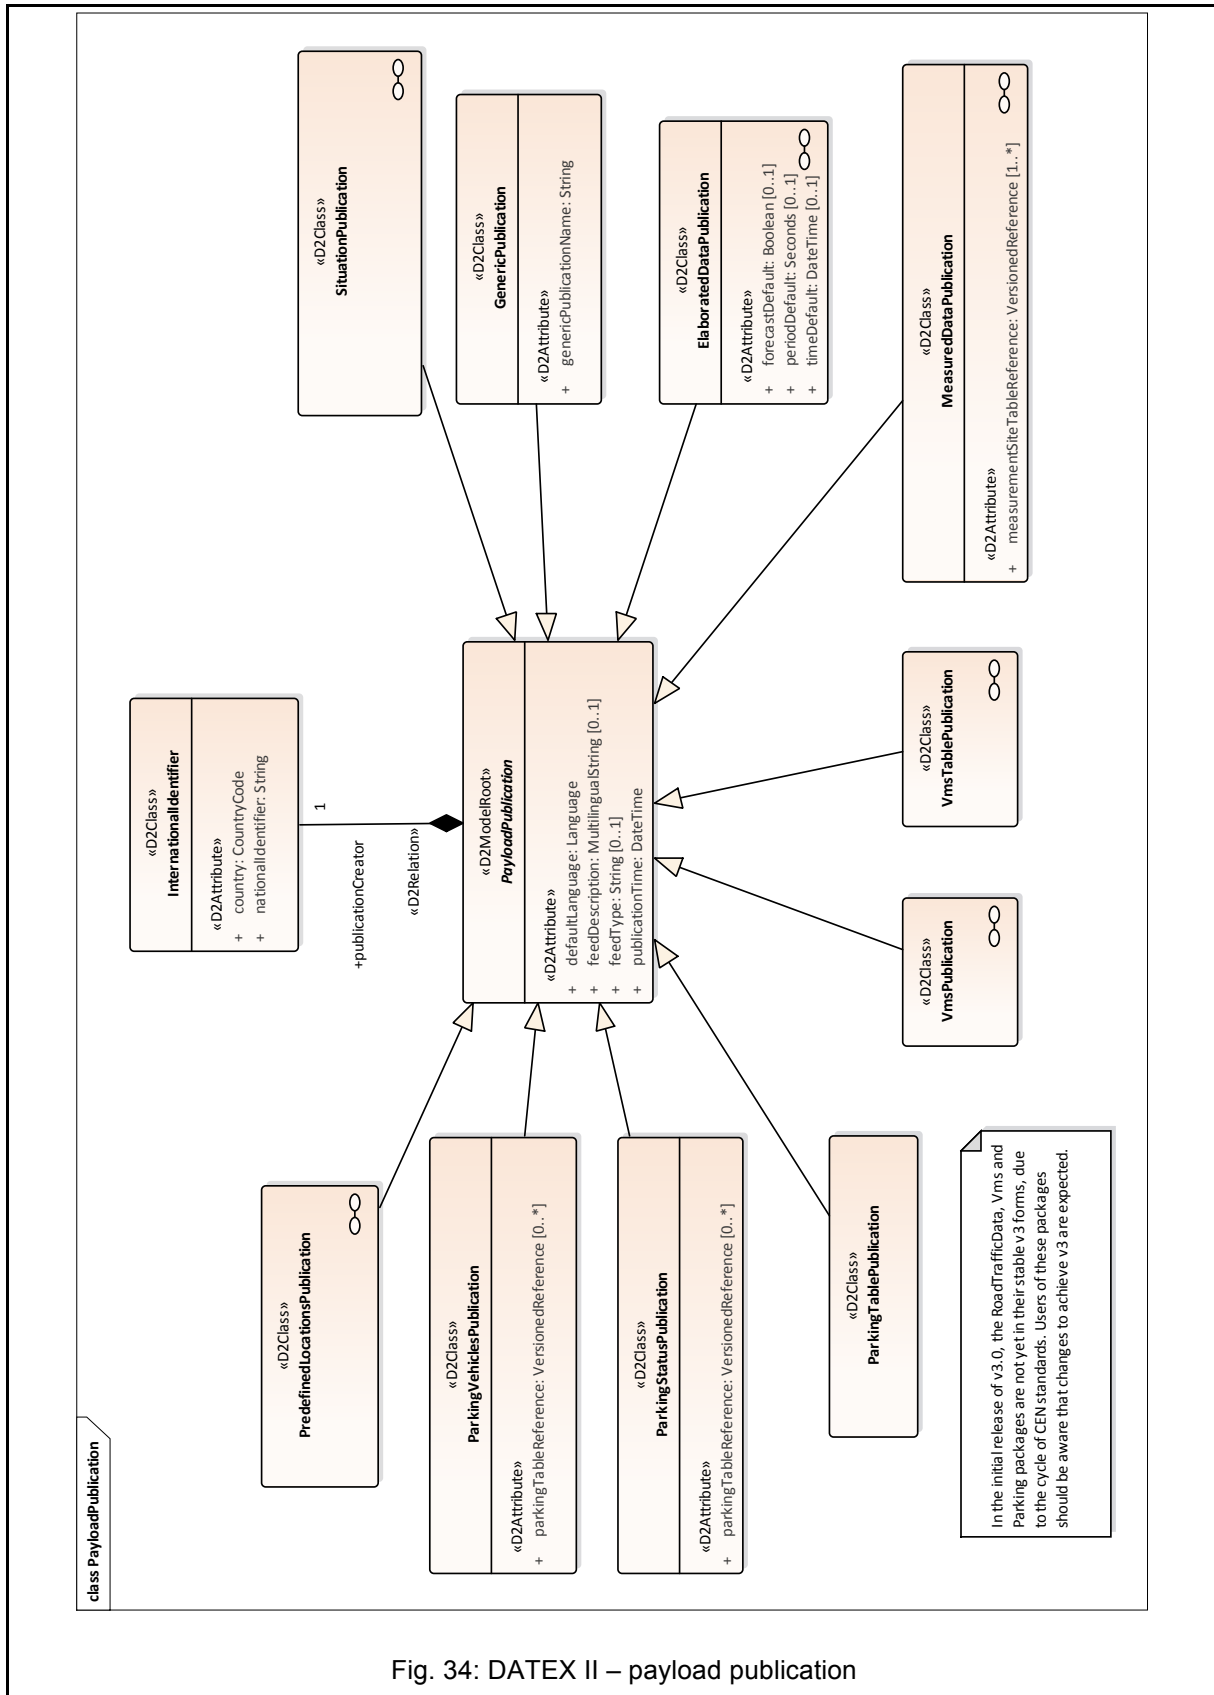 class PayloadPublication
«D2Class»
PredefinedLocationsPublication
«D2Class»
InternationalIdentifier
«D2Attribute»
+ country: CountryCode
+ nationalIdentifier: String
«D2Class»
SituationPublication
+publicationCreator
1
«D2Relation»
«D2Class»
ParkingVehiclesPublication
«D2Attribute»
+ parkingTableReference: VersionedReference [0..*]
«D2ModelRoot»
PayloadPublication
«D2Attribute»
+ defaultLanguage: Language
+ feedDescription: MultilingualString [0..1]
+ feedType: String [0..1]
+ publicationTime: DateTime
«D2Class»
GenericPublication
«D2Attribute»
+ genericPublicationName: String
«D2Class»
ParkingStatusPublication
«D2Attribute»
+ parkingTableReference: VersionedReference [0..*]
«D2Class»
ElaboratedDataPublication
«D2Attribute»
+ forecastDefault: Boolean [0..1]
+ periodDefault: Seconds [0..1]
+ timeDefault: DateTime [0..1]
«D2Class»
ParkingTablePublication
«D2Class»
VmsPublication
«D2Class»
VmsTablePublication
«D2Class»
MeasuredDataPublication
«D2Attribute»
+ measurementSiteTableReference: VersionedReference [1..*]
In the initial release of v3.0, the RoadTrafficData, Vms and
Parking packages are not yet in their stable v3 forms, due
to the cycle of CEN standards. Users of these packages
should be aware that changes to achieve v3 are expected.
Fig. 34: DATEX II – payload publication